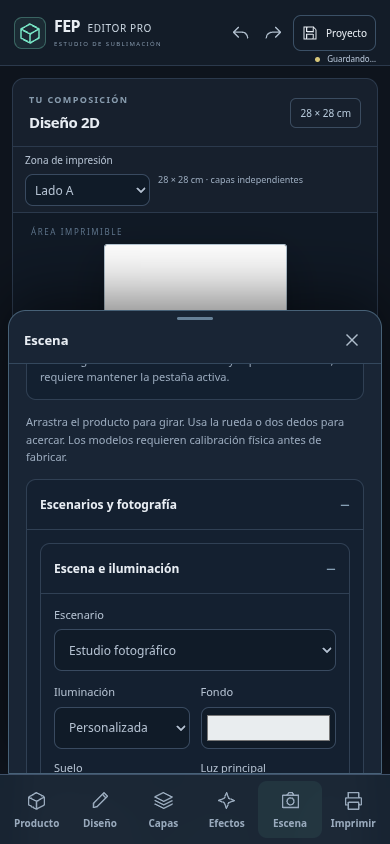 FEP EDITOR PRO
ESTUDIO DE SUBLIMACIÓN
Proyecto
Guardando…
TU COMPOSICIÓN
Diseño 2D
28 × 28 cm
Zona de impresión
Lado A
28 × 28 cm · capas independientes
ÁREA IMPRIMIBLE
Escena
requiere mantener la pestaña activa.
Arrastra el producto para girar. Usa la rueda o dos dedos para
acercar. Los modelos requieren calibración física antes de
fabricar.
Escenarios y fotografía
Escena e iluminación
Escenario
Estudio fotográfico
Iluminación
Fondo
Personalizada
Suelo
Luz principal
Producto
Diseño
Capas
Efectos
Escena
Imprimir